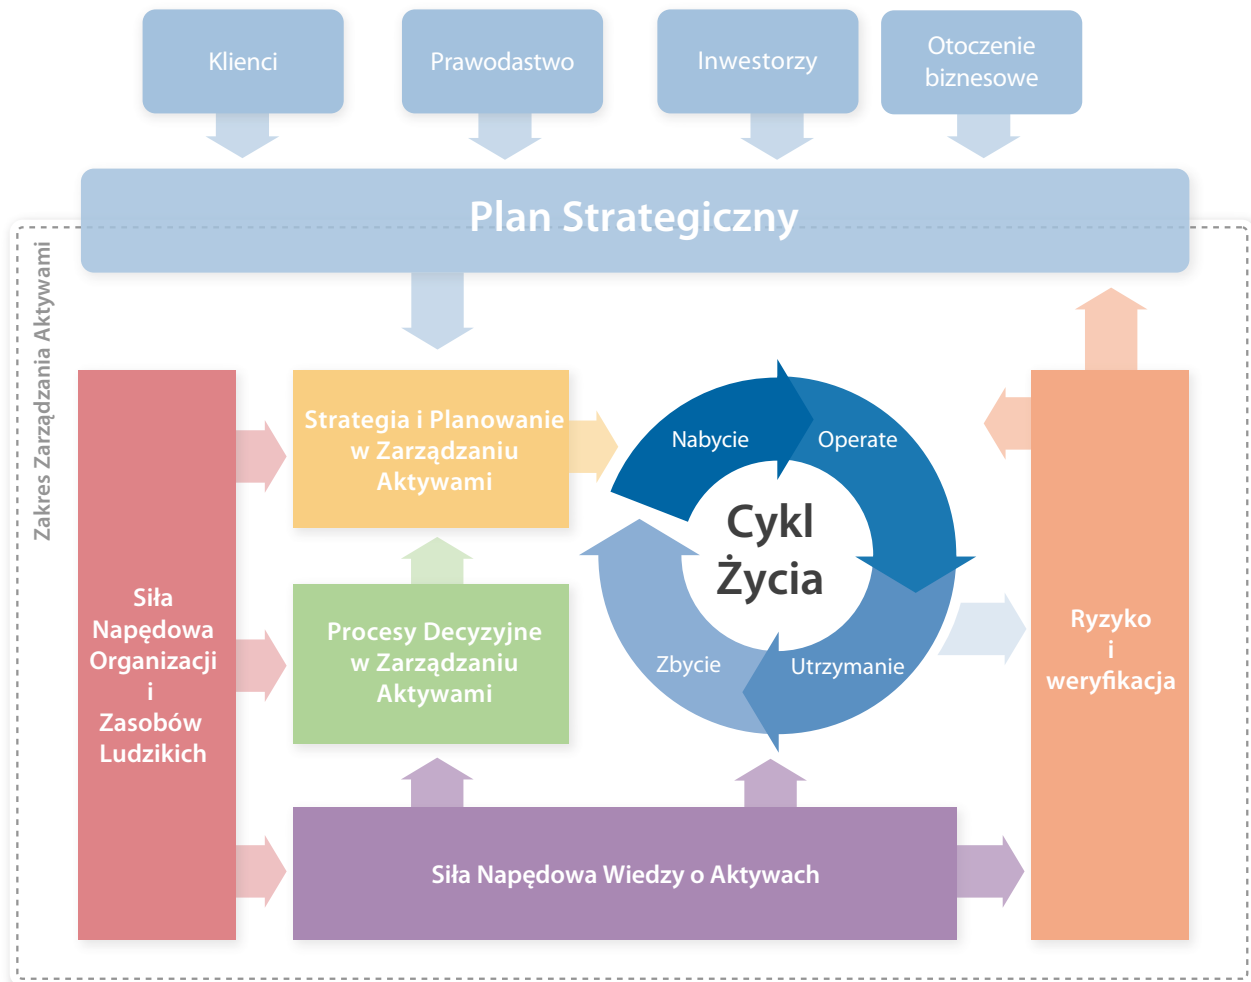 Klienci
Prawodastwo
Inwestorzy
Otoczenie
biznesowe
Plan Strategiczny
Zakres Zarządzania Aktywami
Siła
Napędowa
Organizacji
i
Zasobów
Ludzikich
Strategia i Planowanie
w Zarządzaniu
Aktywami
Procesy Decyzyjne
w Zarządzaniu
Aktywami
Nabycie
Operate
Cykl
Życia
Zbycie
Utrzymanie
Ryzyko
i
weryfikacja
Siła Napędowa Wiedzy o Aktywach